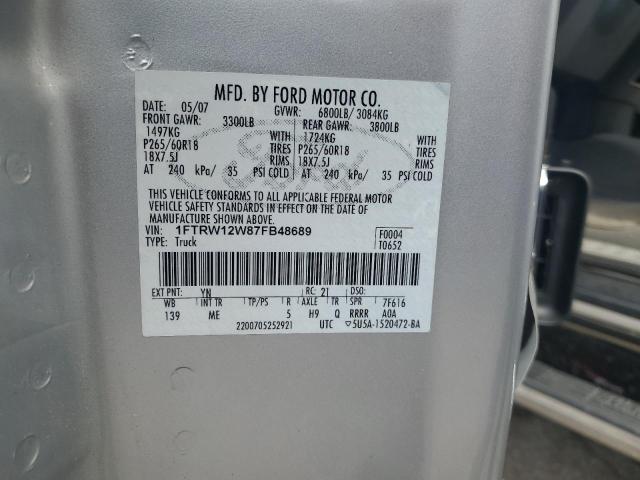 MFD. BY FORD MOTOR CO.
DATE: 05/07 GVWR: 6800LB/ 3084KG
FRONT GAWR: 3300LB REAR GAWR: 3800LB
1497KG WITH 1724KG WITH
P265/60R18 TIRES P265/60R18 TIRES
18X7.5J RIMS 18X7.5J RIMS
AT 240 kPa/ 35 PSI COLD AT 240 kPa/ 35 PSI COLD
THIS VEHICLE CONFORMS TO ALL APPLICABLE FEDERAL MOTOR
VEHICLE SAFETY STANDARDS IN EFFECT ON THE DATE OF
MANUFACTURE SHOWN ABOVE.
VIN: 1FTRW12W87FB48689 F0004
TYPE: Truck T0652
EXT PNT: YN RC: 21 DSO:
WB INT TR TP/PS R AXLE TR SPR 7F616
139 ME 5 H9 Q RRRR A0A
2200705252921 UTC ▽5U5A-1520472-BA